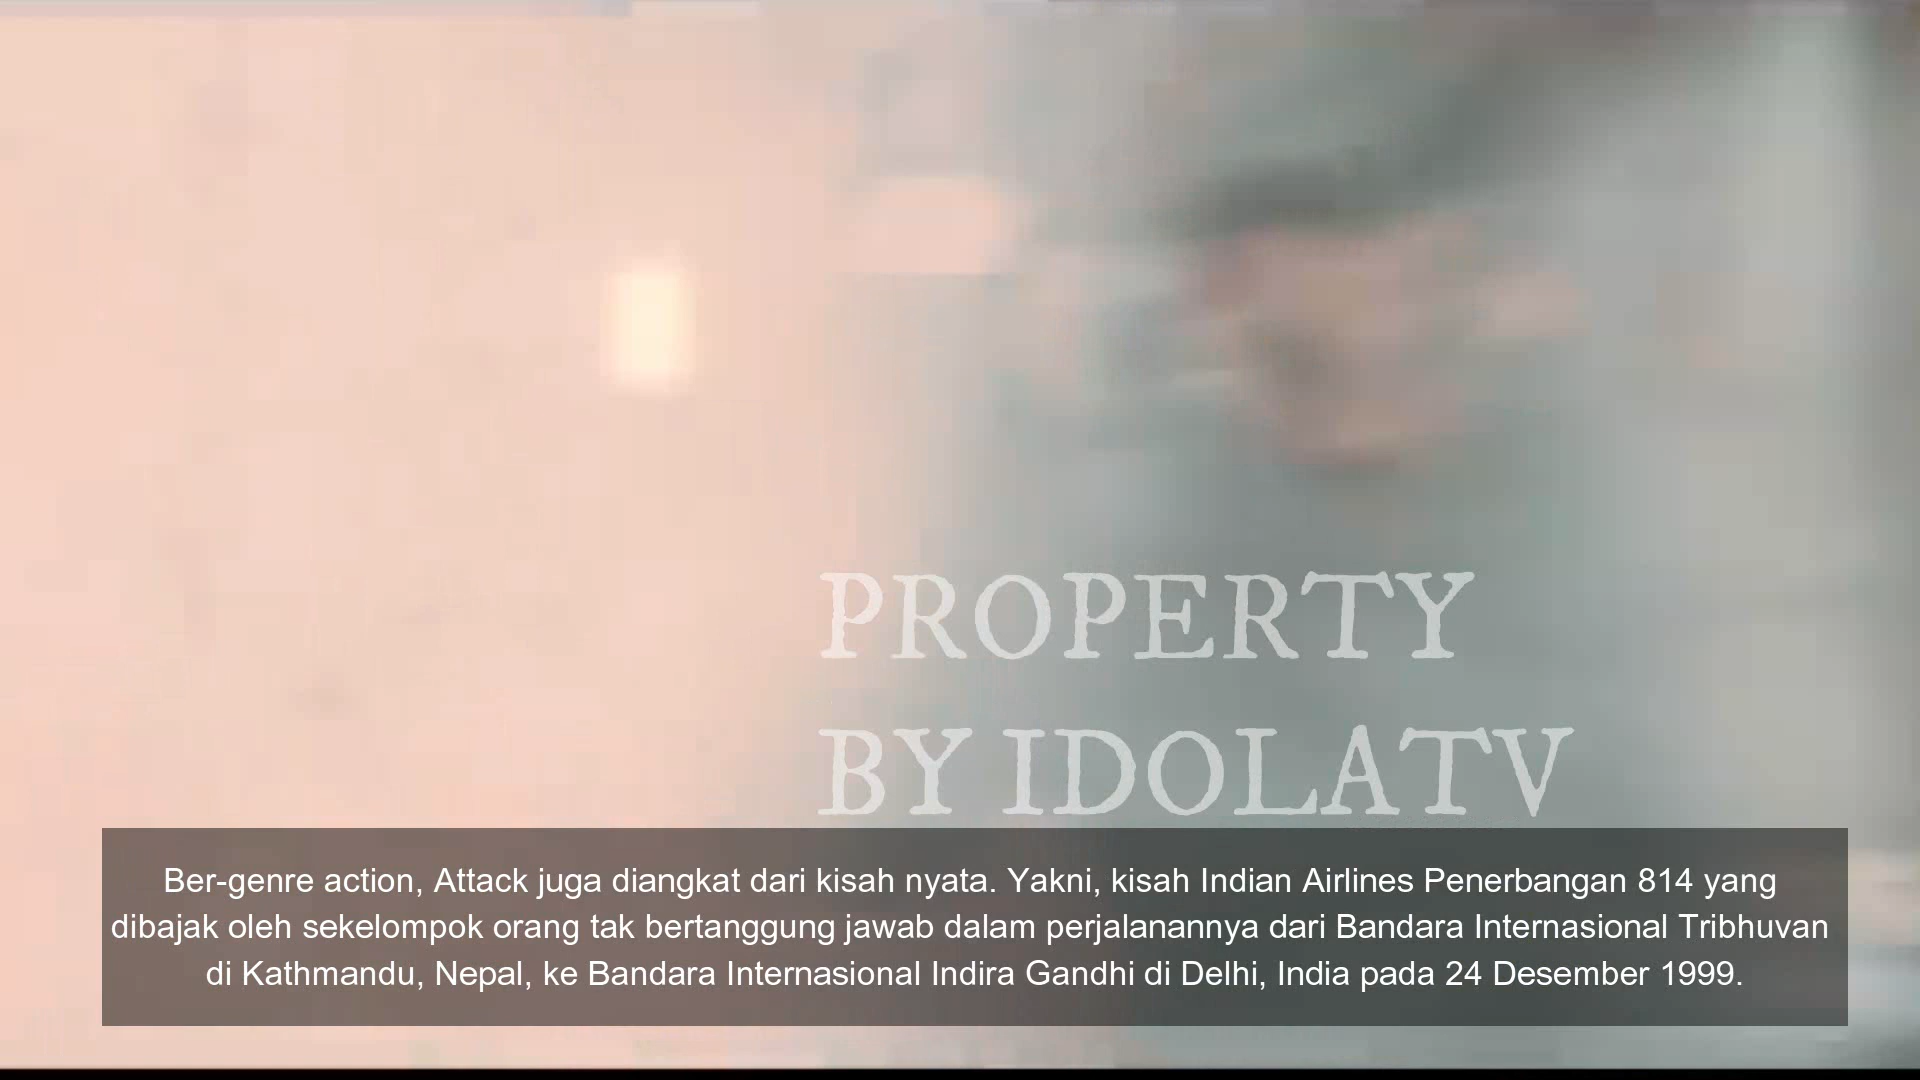 PROPERTY
BY IDOLATV
Ber-genre action, Attack juga diangkat dari kisah nyata. Yakni, kisah Indian Airlines Penerbangan 814 yang
dibajak oleh sekelompok orang tak bertanggung jawab dalam perjalanannya dari Bandara Internasional Tribhuvan
di Kathmandu, Nepal, ke Bandara Internasional Indira Gandhi di Delhi, India pada 24 Desember 1999.